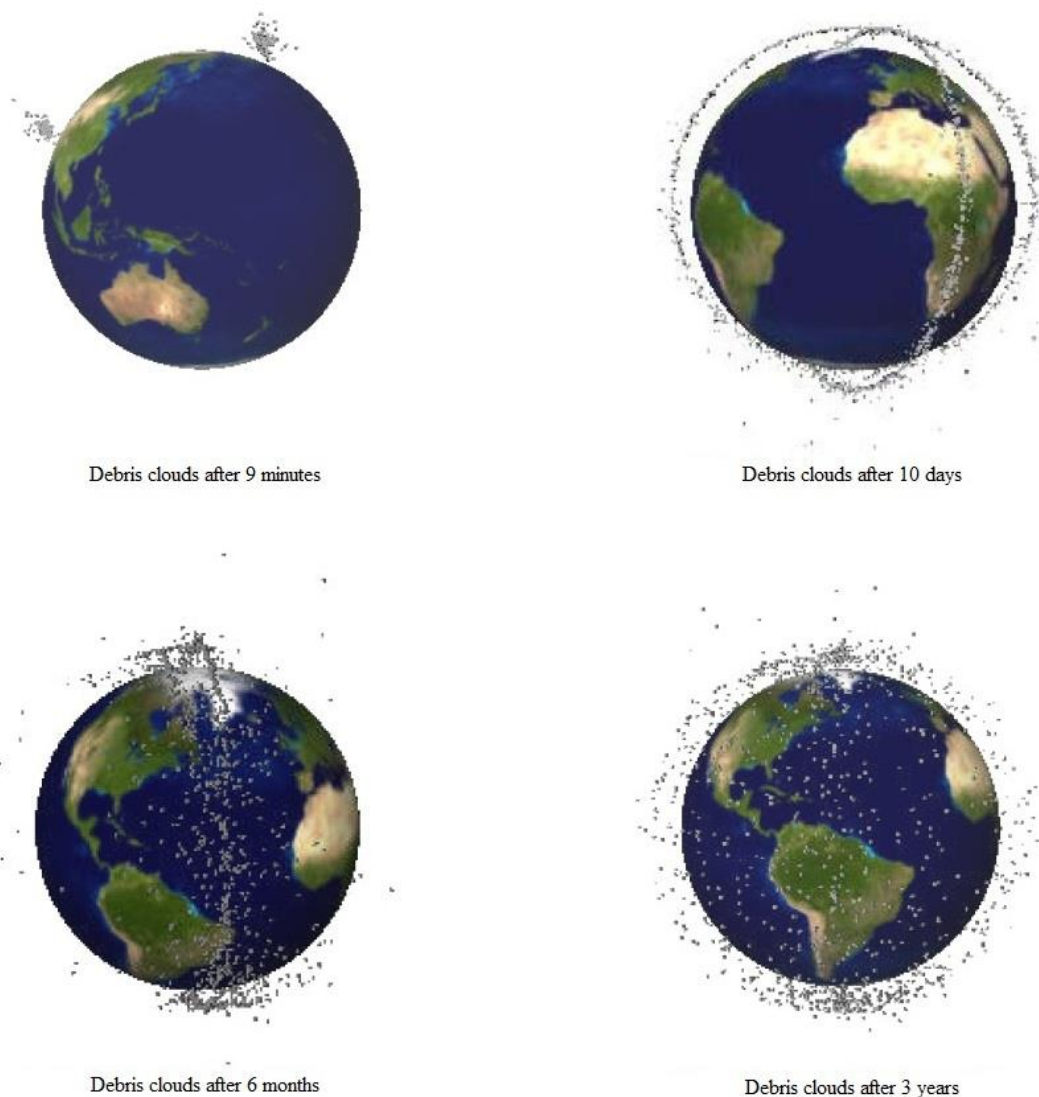 Debris clouds after 9 minutes
Debris clouds after 10 days
Debris clouds after 6 months
Debris clouds after 3 years